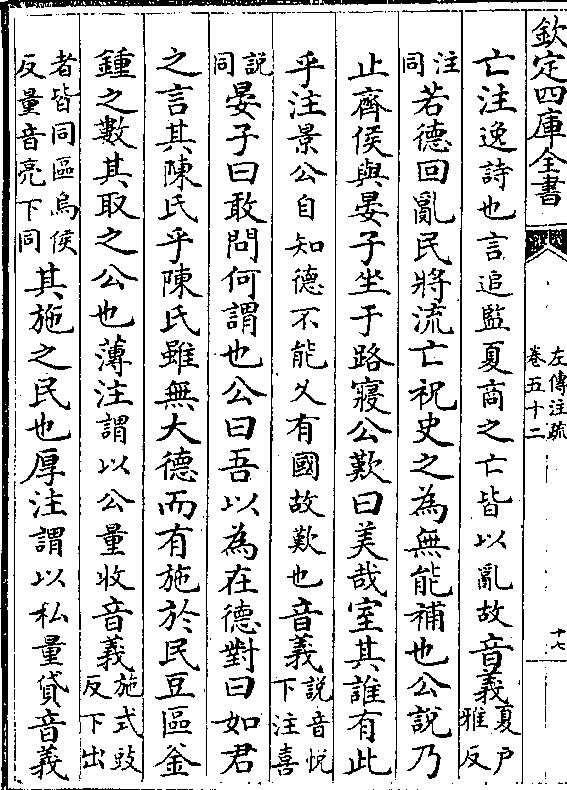 欽定四庫全書
左傳注疏
卷五十二
十七
亡注逸詩也言追監夏商之亡皆以亂故音義夏戸
雅反
注
同若德回亂民將流亡祝史之為無能補也公說乃
止齊侯與晏子坐于路寢公歎曰美哉室其誰有此
乎注景公自知德不能久有國故歎也音義說音悦
下注喜
説
同晏子曰敢問何謂也公曰吾以為在德對曰如君
之言其陳氏乎陳氏雖無大德而有施於民豆區釜
鍾之數其取之公也薄注謂以公量收音義施式䜴
反下出
者皆同區烏侯
反量音亮下同其施之民也厚注謂以私量貸音義